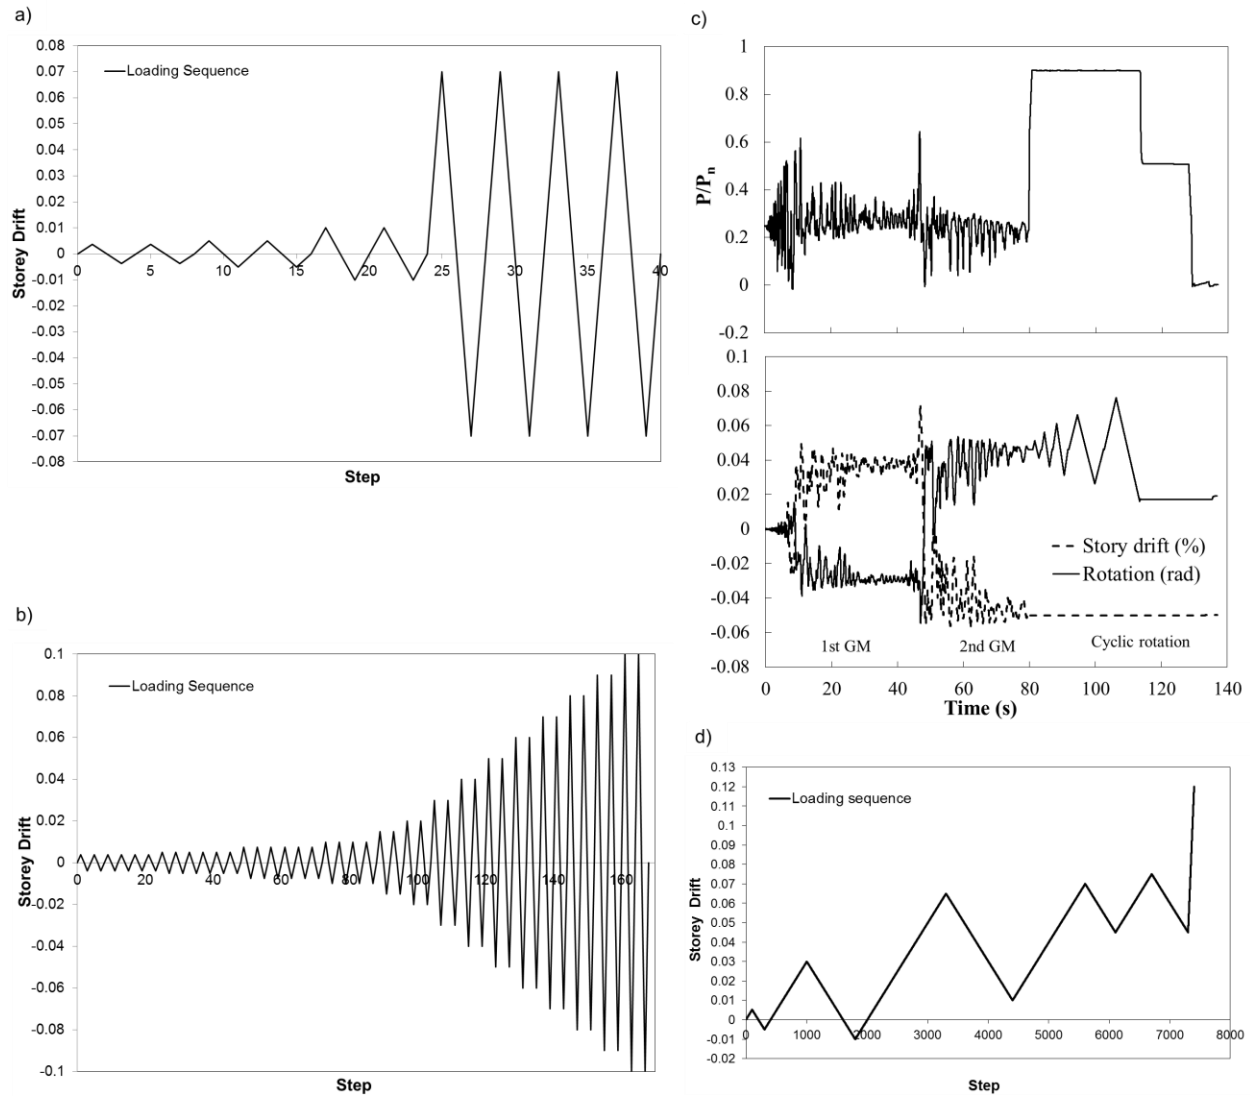 a)
Loading Sequence
0.08
0.07
0.06
0.05
0.04
0.03
0.02
0.01
0
-0.01
-0.02
-0.03
-0.04
-0.05
-0.06
-0.07
-0.08
0 5 10 15 20 25 30 35 40
Storey Drift
Step
b)
Loading Sequence
0.1
0.08
0.06
0.04
0.02
0
-0.02
-0.04
-0.06
-0.08
-0.1
0 20 40 60 80 100 120 140 160
Storey Drift
Step
c)
1
0.8
0.6
0.4
0.2
0
-0.2
P/Pn
0.1
0.08
0.06
0.04
0.02
0
-0.02
-0.04
-0.06
-0.08
Story drift (%)
Rotation (rad)
1st GM 2nd GM Cyclic rotation
0 20 40 60 80 100 120 140
Time (s)
d)
Loading sequence
0.13
0.12
0.11
0.10
0.09
0.08
0.07
0.06
0.05
0.04
0.03
0.02
0.01
0
-0.01
-0.02
0 1000 2000 3000 4000 5000 6000 7000 8000
Storey Drift
Step